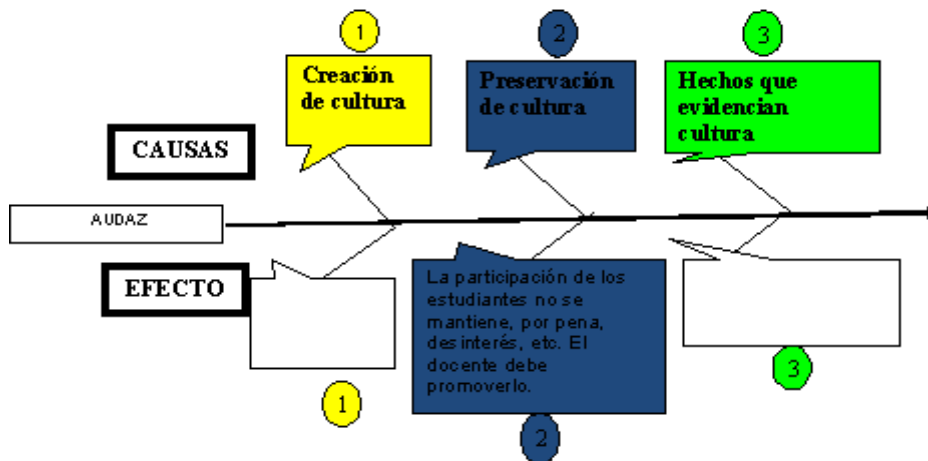 1
2
3
Creación
de cultura
Preservación
de cultura
Hechos que
evidencian
cultura
CAUSAS
AUDAZ
EFECTO
La participación de los
estudiantes no se
mantiene, por pena,
desinterés, etc. El
docente debe
promoverlo.
1
2
3